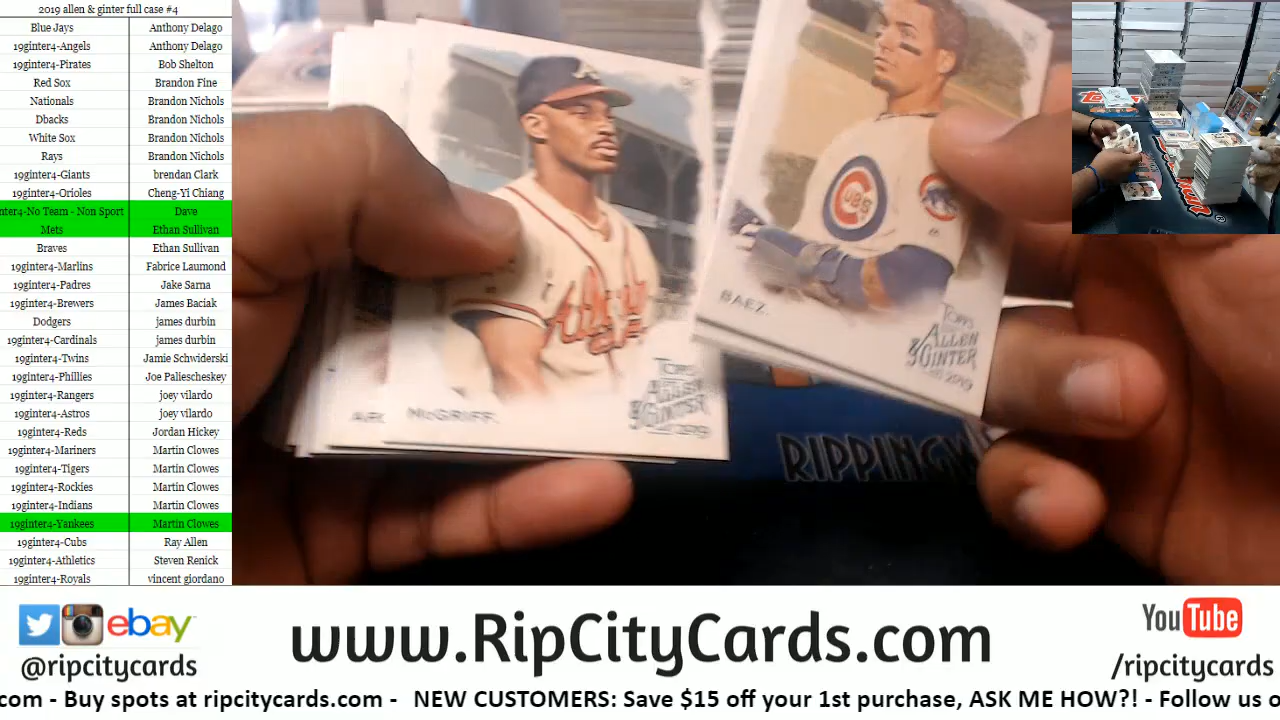 2019 allen & ginter full case #4
Blue Jays Anthony Delago
19ginter4-Angels Anthony Delago
19ginter4-Pirates Bob Shelton
Red Sox Brandon Fine
Nationals Brandon Nichols
Dbacks Brandon Nichols
White Sox Brandon Nichols
Rays Brandon Nichols
19ginter4-Giants brendan Clark
19ginter4-Orioles Cheng-Yi Chiang
nter4-No Team - Non Sport Dave
Mets Ethan Sullivan
Braves Ethan Sullivan
19ginter4-Marlins Fabrice Laumond
19ginter4-Padres Jake Sarna
19ginter4-Brewers James Baciak
Dodgers james durbin
19ginter4-Cardinals james durbin
19ginter4-Twins Jamie Schwiderski
19ginter4-Phillies Joe Paliescheskey
19ginter4-Rangers joey vilardo
19ginter4-Astros joey vilardo
19ginter4-Reds Jordan Hickey
19ginter4-Mariners Martin Clowes
19ginter4-Tigers Martin Clowes
19ginter4-Rockies Martin Clowes
19ginter4-Indians Martin Clowes
19ginter4-Yankees Martin Clowes
19ginter4-Cubs Ray Allen
19ginter4-Athletics Steven Renick
19ginter4-Royals vincent giordano
CUBS
BAEZ
TOPPS
ALLEN
& GINTER
2019
McGRIFF
TOPPS
ALLEN
& GINTER
RIPPING
ebay
@ripcitycards
www.RipCityCards.com
YouTube
/ripcitycards
com - Buy spots at ripcitycards.com - NEW CUSTOMERS: Save $15 off your 1st purchase, ASK ME HOW?! - Follow us o